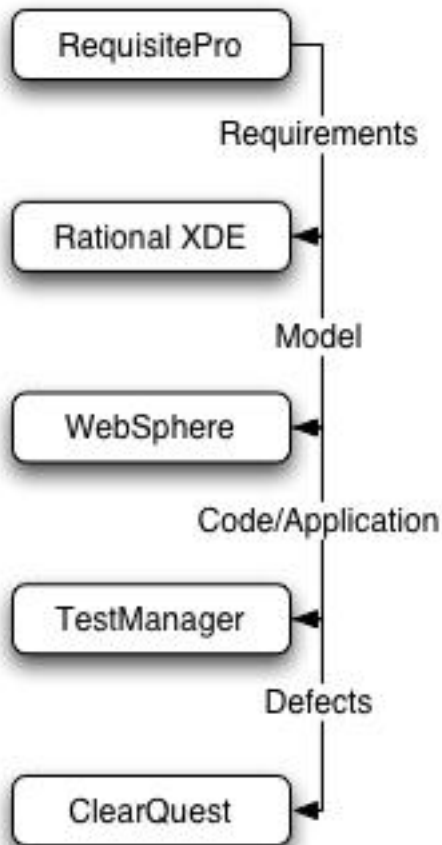 RequisitePro
Requirements
Rational XDE
Model
WebSphere
Code/Application
TestManager
Defects
ClearQuest